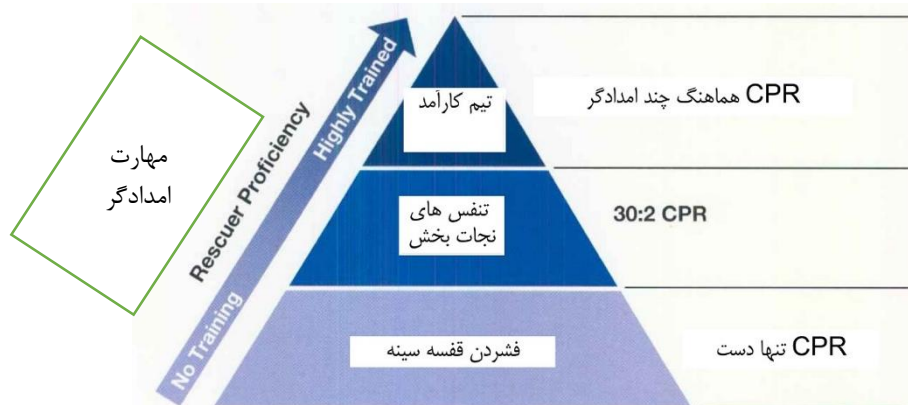 مهارت
امدادگر
Rescuer Proficiency
No Training
Highly Trained
تیم کارآمد
CPR هماهنگ چند امدادگر
تنفس های
نجات بخش
30:2 CPR
فشردن قفسه سینه
CPR تنها دست